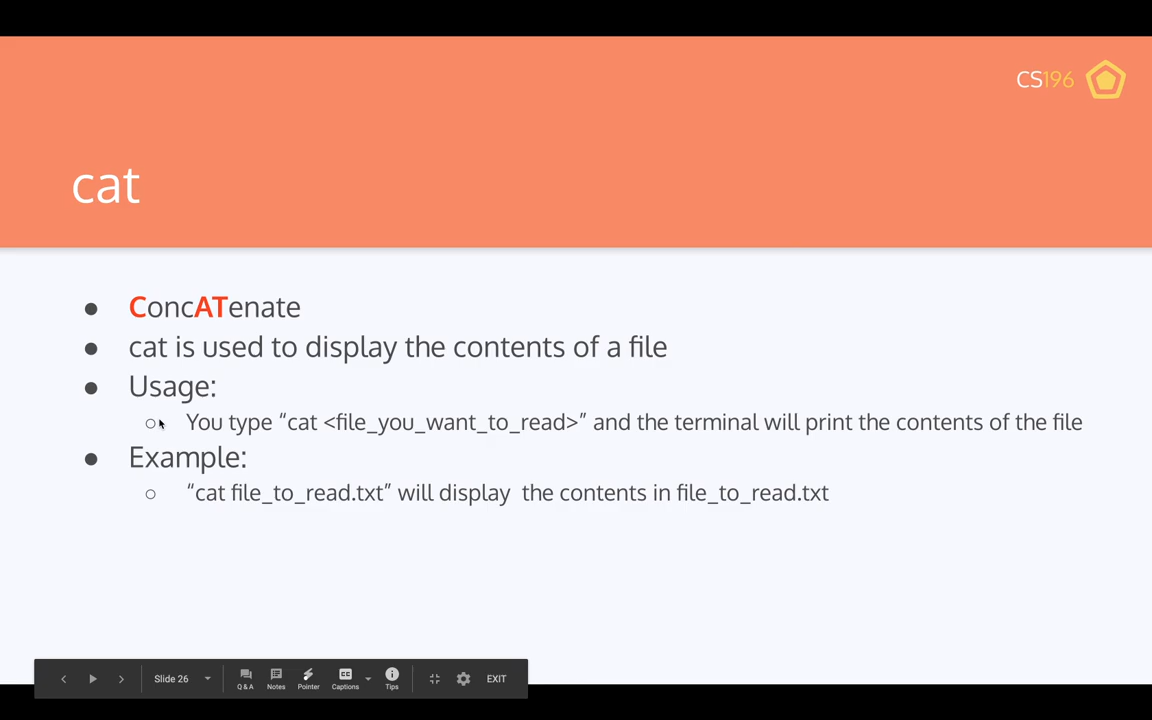 CS196
cat
● ConcATenate
● cat is used to display the contents of a file
● Usage:
○ You type “cat <file_you_want_to_read>” and the terminal will print the contents of the file
● Example:
○ “cat file_to_read.txt” will display  the contents in file_to_read.txt
Slide 26
Q&A
Notes
Pointer
CC
Captions
Tips
EXIT